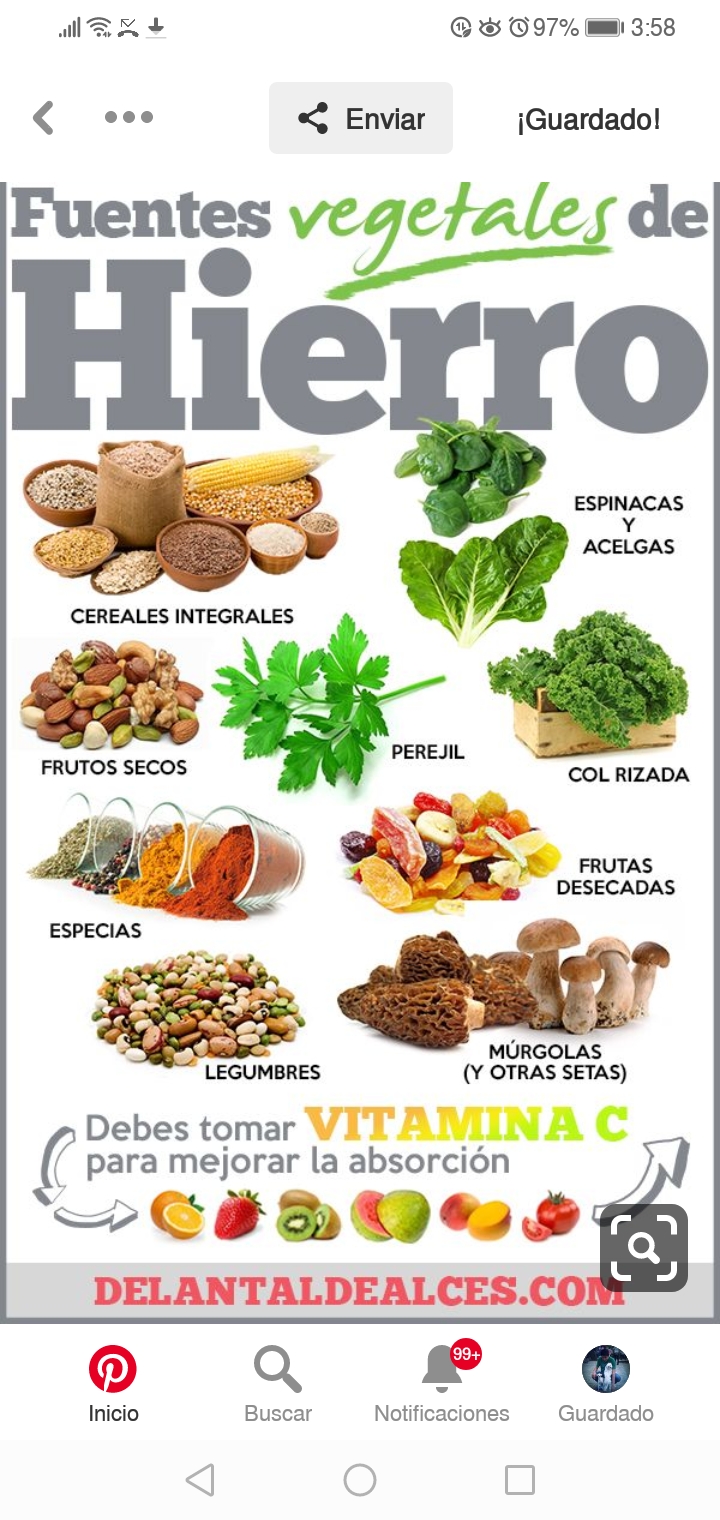 97% 3:58
Enviar
¡Guardado!
Fuentes vegetales de
Hierro
ESPINACAS
Y
ACELGAS
CEREALES INTEGRALES
FRUTOS SECOS
PEREJIL
COL RIZADA
FRUTAS
DESECADAS
ESPECIAS
LEGUMBRES
MÚRGOLAS
(Y OTRAS SETAS)
Debes tomar VITAMINA C
para mejorar la absorción
DELANTALDEALCES.COM
99+
Inicio
Buscar
Notificaciones
Guardado